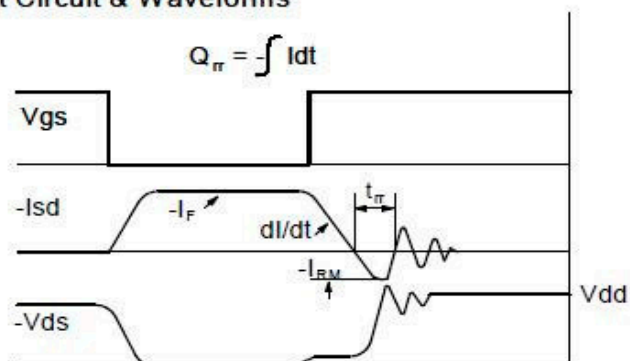 t Circuit & Waveforms
Qrr = -∫ Idt
Vgs
-Isd
-IF
dI/dt
trr
-IRM
Vdd
-Vds